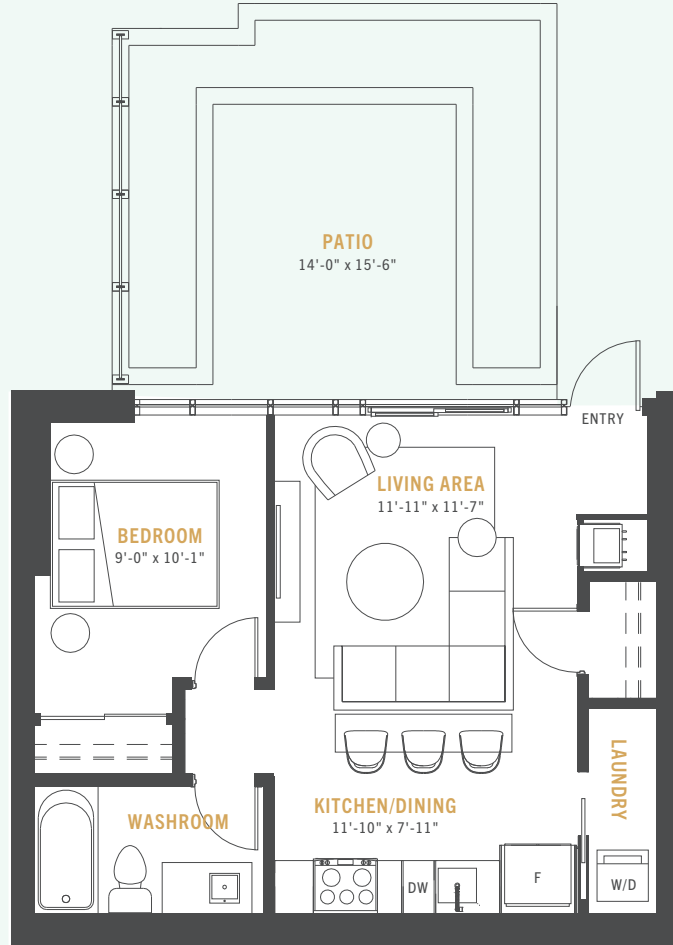 PATIO
14'-0" x 15'-6"
ENTRY
LIVING AREA
11'-11" x 11'-7"
BEDROOM
9'-0" x 10'-1"
LAUNDRY
KITCHEN/DINING
11'-10" x 7'-11"
WASHROOM
DW
F
W/D